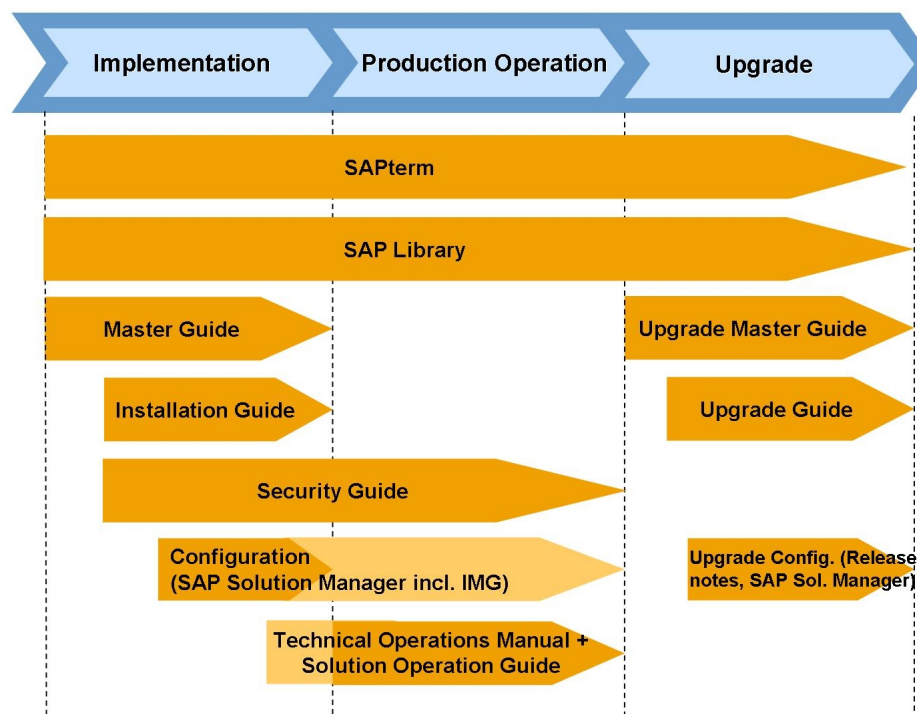 Implementation
Production Operation
Upgrade
SAPterm
SAP Library
Master Guide
Upgrade Master Guide
Installation Guide
Upgrade Guide
Security Guide
Configuration
(SAP Solution Manager incl. IMG)
Upgrade Config. (Release
notes, SAP Sol. Manager)
Technical Operations Manual +
Solution Operation Guide